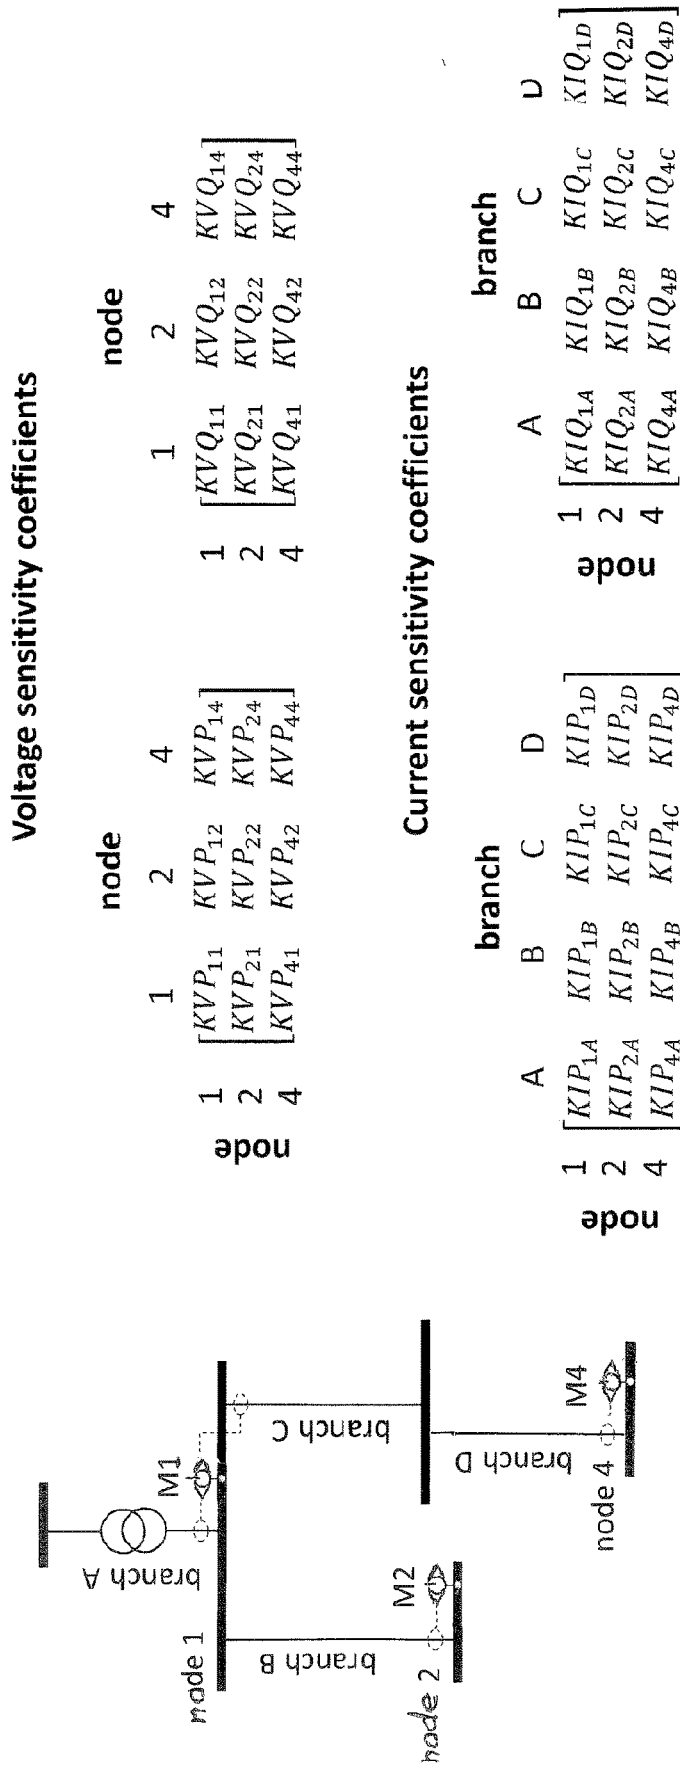 Voltage sensitivity coefficients
node
1 2 4
node
1 KVP₁₁ KVP₁₂ KVP₁₄
2 KVP₂₁ KVP₂₂ KVP₂₄
4 KVP₄₁ KVP₄₂ KVP₄₄
node
1 2 4
1 KVQ₁₁ KVQ₁₂ KVQ₁₄
2 KVQ₂₁ KVQ₂₂ KVQ₂₄
4 KVQ₄₁ KVQ₄₂ KVQ₄₄
Current sensitivity coefficients
branch
A B C D
node
1 KIP₁A KIP₁B KIP₁C KIP₁D
2 KIP₂A KIP₂B KIP₂C KIP₂D
4 KIP₄A KIP₄B KIP₄C KIP₄D
branch
A B C D
node
1 KIQ₁A KIQ₁B KIQ₁C KIQ₁D
2 KIQ₂A KIQ₂B KIQ₂C KIQ₂D
4 KIQ₄A KIQ₄B KIQ₄C KIQ₄D
branch A
M1
node 1
branch B
branch C
M2
node 2
branch D
M4
node 4